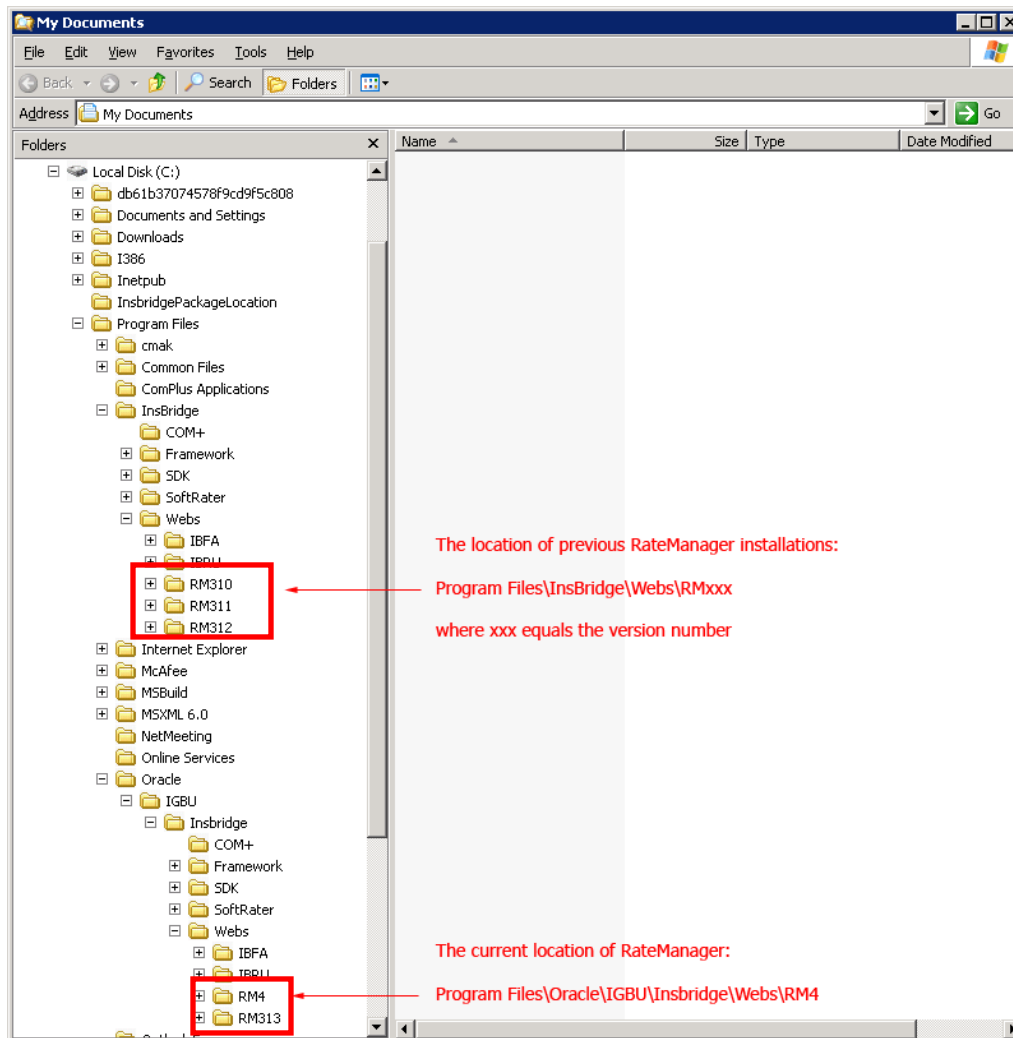 My Documents
File Edit View Favorites Tools Help
Back Search Folders
Address My Documents Go
Folders x Name Size Type Date Modified
Local Disk (C:)
db61b37074578f9cd9f5c808
Documents and Settings
Downloads
I386
Inetpub
InsbridgePackageLocation
Program Files
cmak
Common Files
ComPlus Applications
InsBridge
COM+
Framework
SDK
SoftRater
Webs
IBFA
The location of previous RateManager installations:
IBRU
RM310
Program Files\InsBridge\Webs\RMxxx
RM311
RM312
where xxx equals the version number
Internet Explorer
McAfee
MSBuild
MSXML 6.0
NetMeeting
Online Services
Oracle
IGBU
Insbridge
COM+
Framework
SDK
SoftRater
Webs
IBFA
The current location of RateManager:
IBRU
RM4
Program Files\Oracle\IGBU\Insbridge\Webs\RM4
RM313